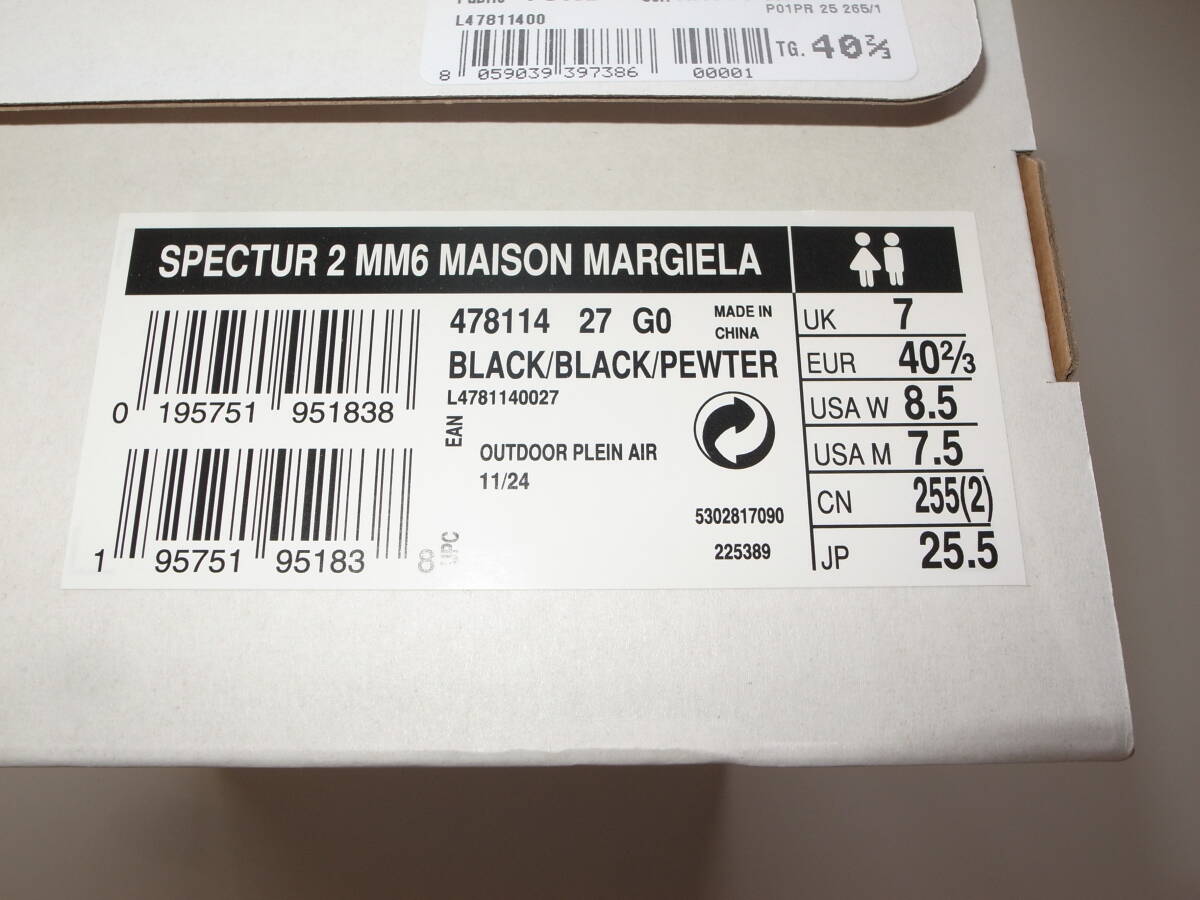 P01PR 25 265/1
L47811400
8 059039 397386 00001 TG. 40⅔
SPECTUR 2 MM6 MAISON MARGIELA
478114 27 G0 MADE IN CHINA
BLACK/BLACK/PEWTER
L4781140027
0 195751 951838
EAN
OUTDOOR PLEIN AIR
11/24
5302817090
225389
1 95751 95183 8
UPC
UK 7
EUR 40⅔
USA W 8.5
USA M 7.5
CN 255(2)
JP 25.5